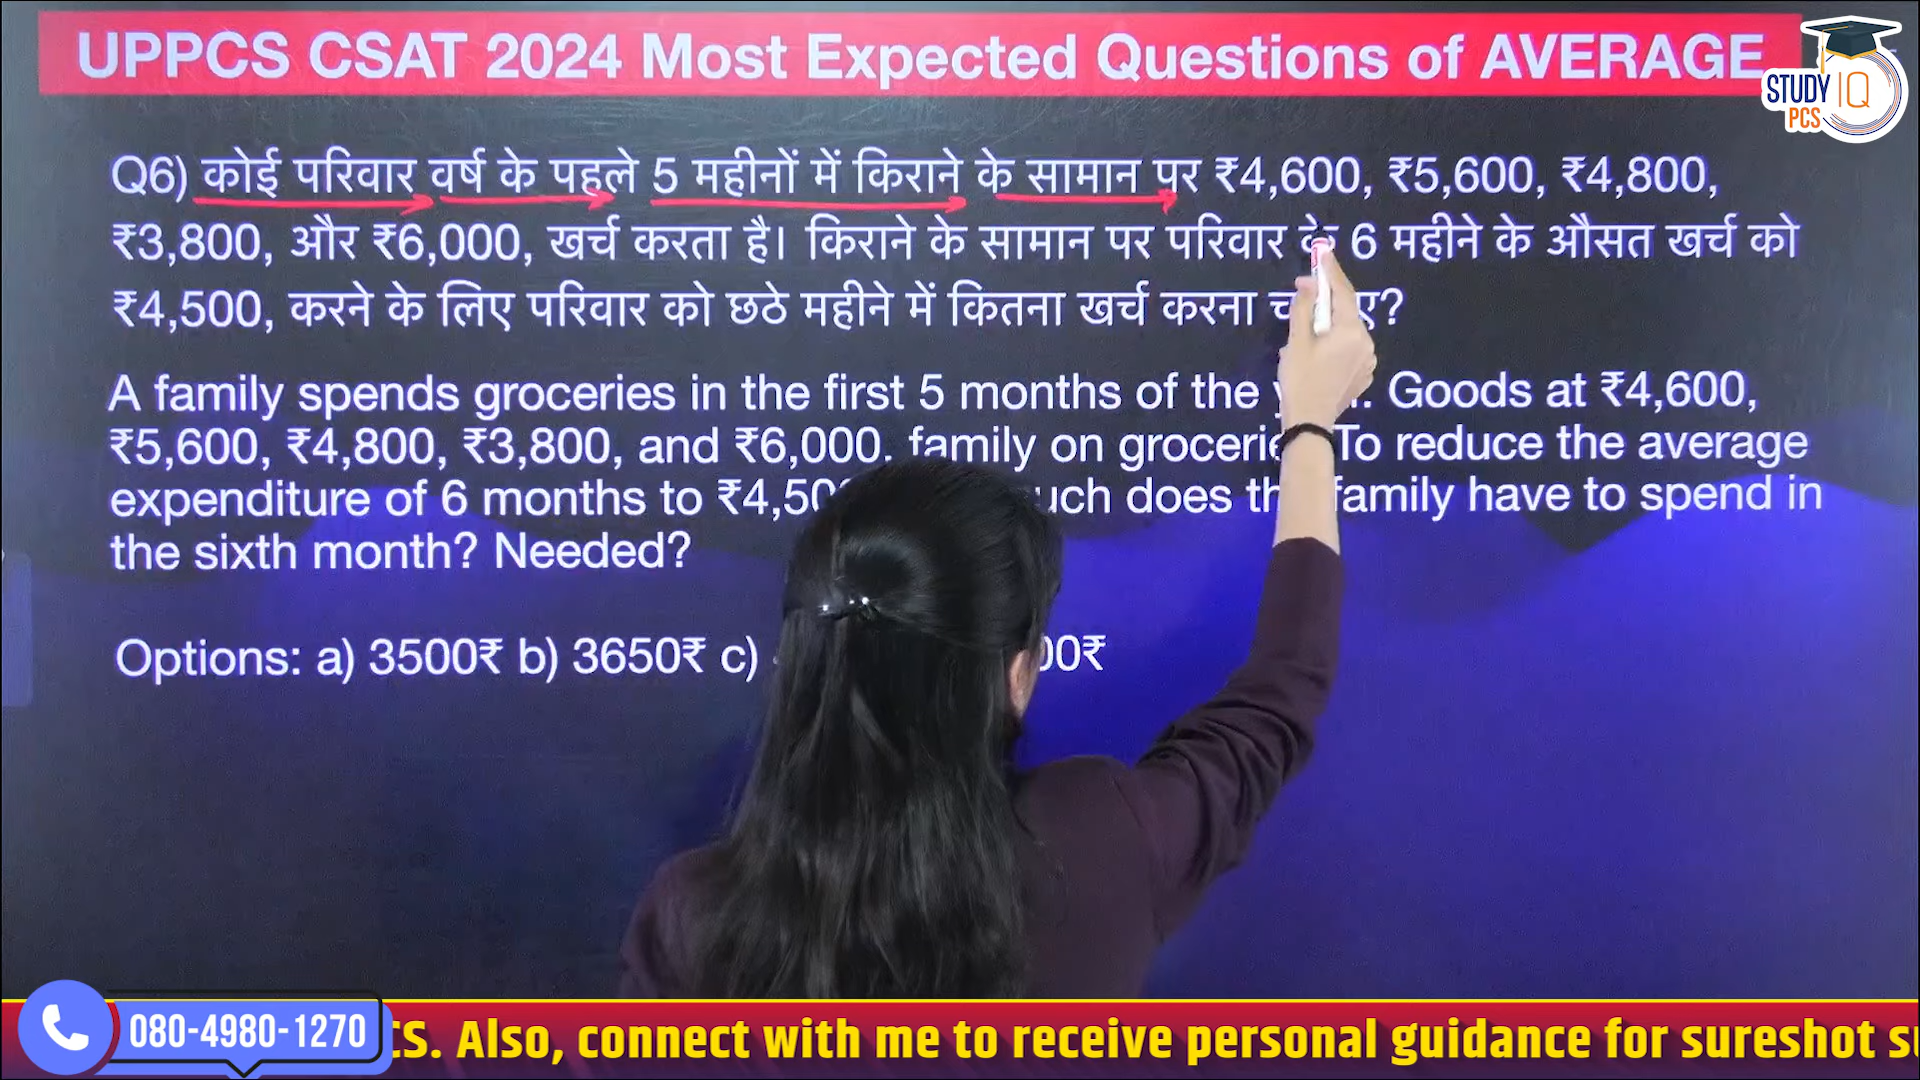 UPPCS CSAT 2024 Most Expected Questions of AVERAGE
STUDY IQ
PCS
Q6) कोई परिवार वर्ष के पहले 5 महीनों में किराने के सामान पर ₹4,600, ₹5,600, ₹4,800,
₹3,800, और ₹6,000, खर्च करता है। किराने के सामान पर परिवार के 6 महीने के औसत खर्च को
₹4,500, करने के लिए परिवार को छठे महीने में कितना खर्च करना
A family spends groceries in the first 5 months of the Goods at ₹4,600,
₹5,600, ₹4,800, ₹3,800, and ₹6,000. family on To reduce the average
expenditure of 6 months to does family have to spend in
the sixth month? Needed?
Options: a) 3500₹ b) 3650₹ c)
080-4980-1270
CS. Also, connect with me to receive personal guidance for sureshot